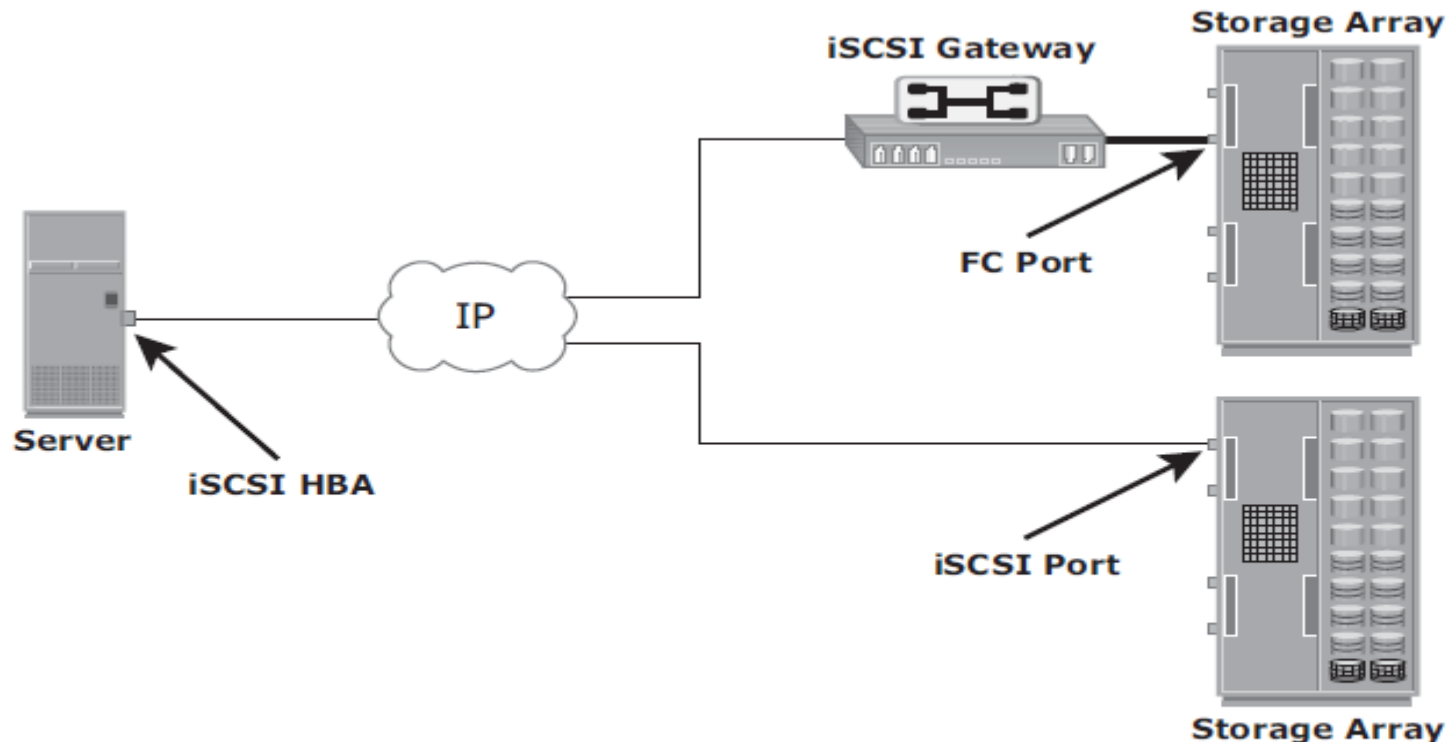 Storage Array
iSCSI Gateway
FC Port
IP
Server
iSCSI HBA
iSCSI Port
Storage Array